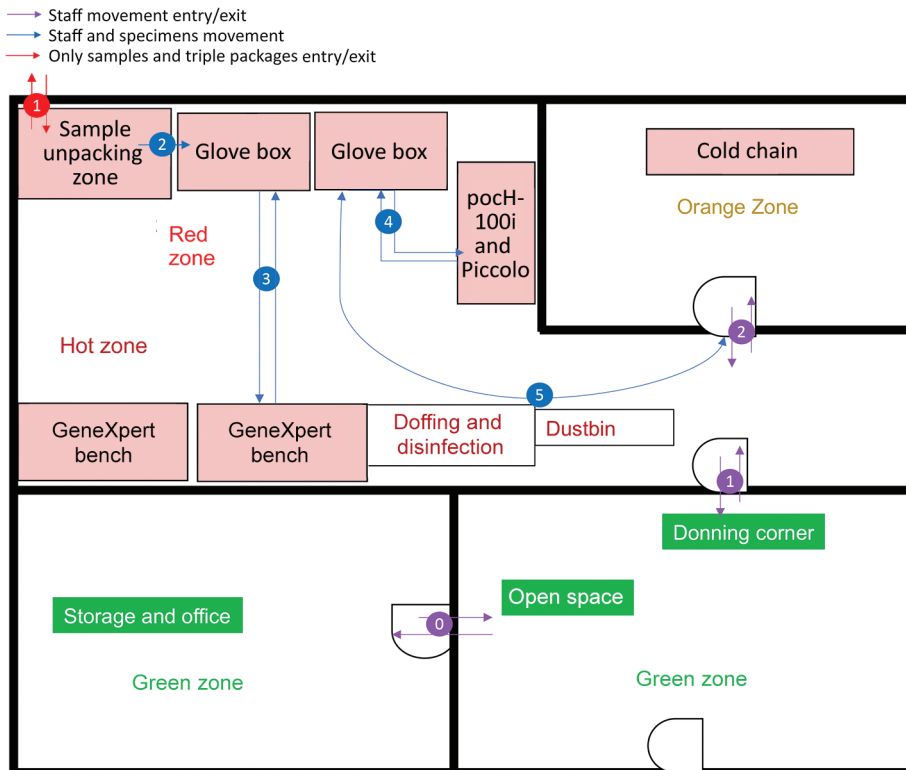 Staff movement entry/exit
Staff and specimens movement
Only samples and triple packages entry/exit
1
Sample
unpacking
zone
2
Glove box
Glove box
Cold chain
pocH-
100i
and
Piccolo
Orange Zone
4
Red
zone
3
2
Hot zone
5
GeneXpert
bench
GeneXpert
bench
Doffing and
disinfection
Dustbin
1
Donning corner
Storage and office
0
Open space
Green zone
Green zone